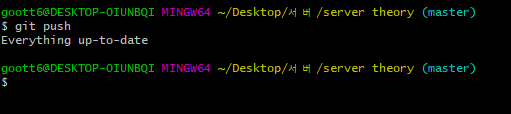 goott6@DESKTOP-OIUNBQI MINGW64 ~/Desktop/서버/server theory (master)
$ git push
Everything up-to-date
goott6@DESKTOP-OIUNBQI MINGW64 ~/Desktop/서버/server theory (master)
$